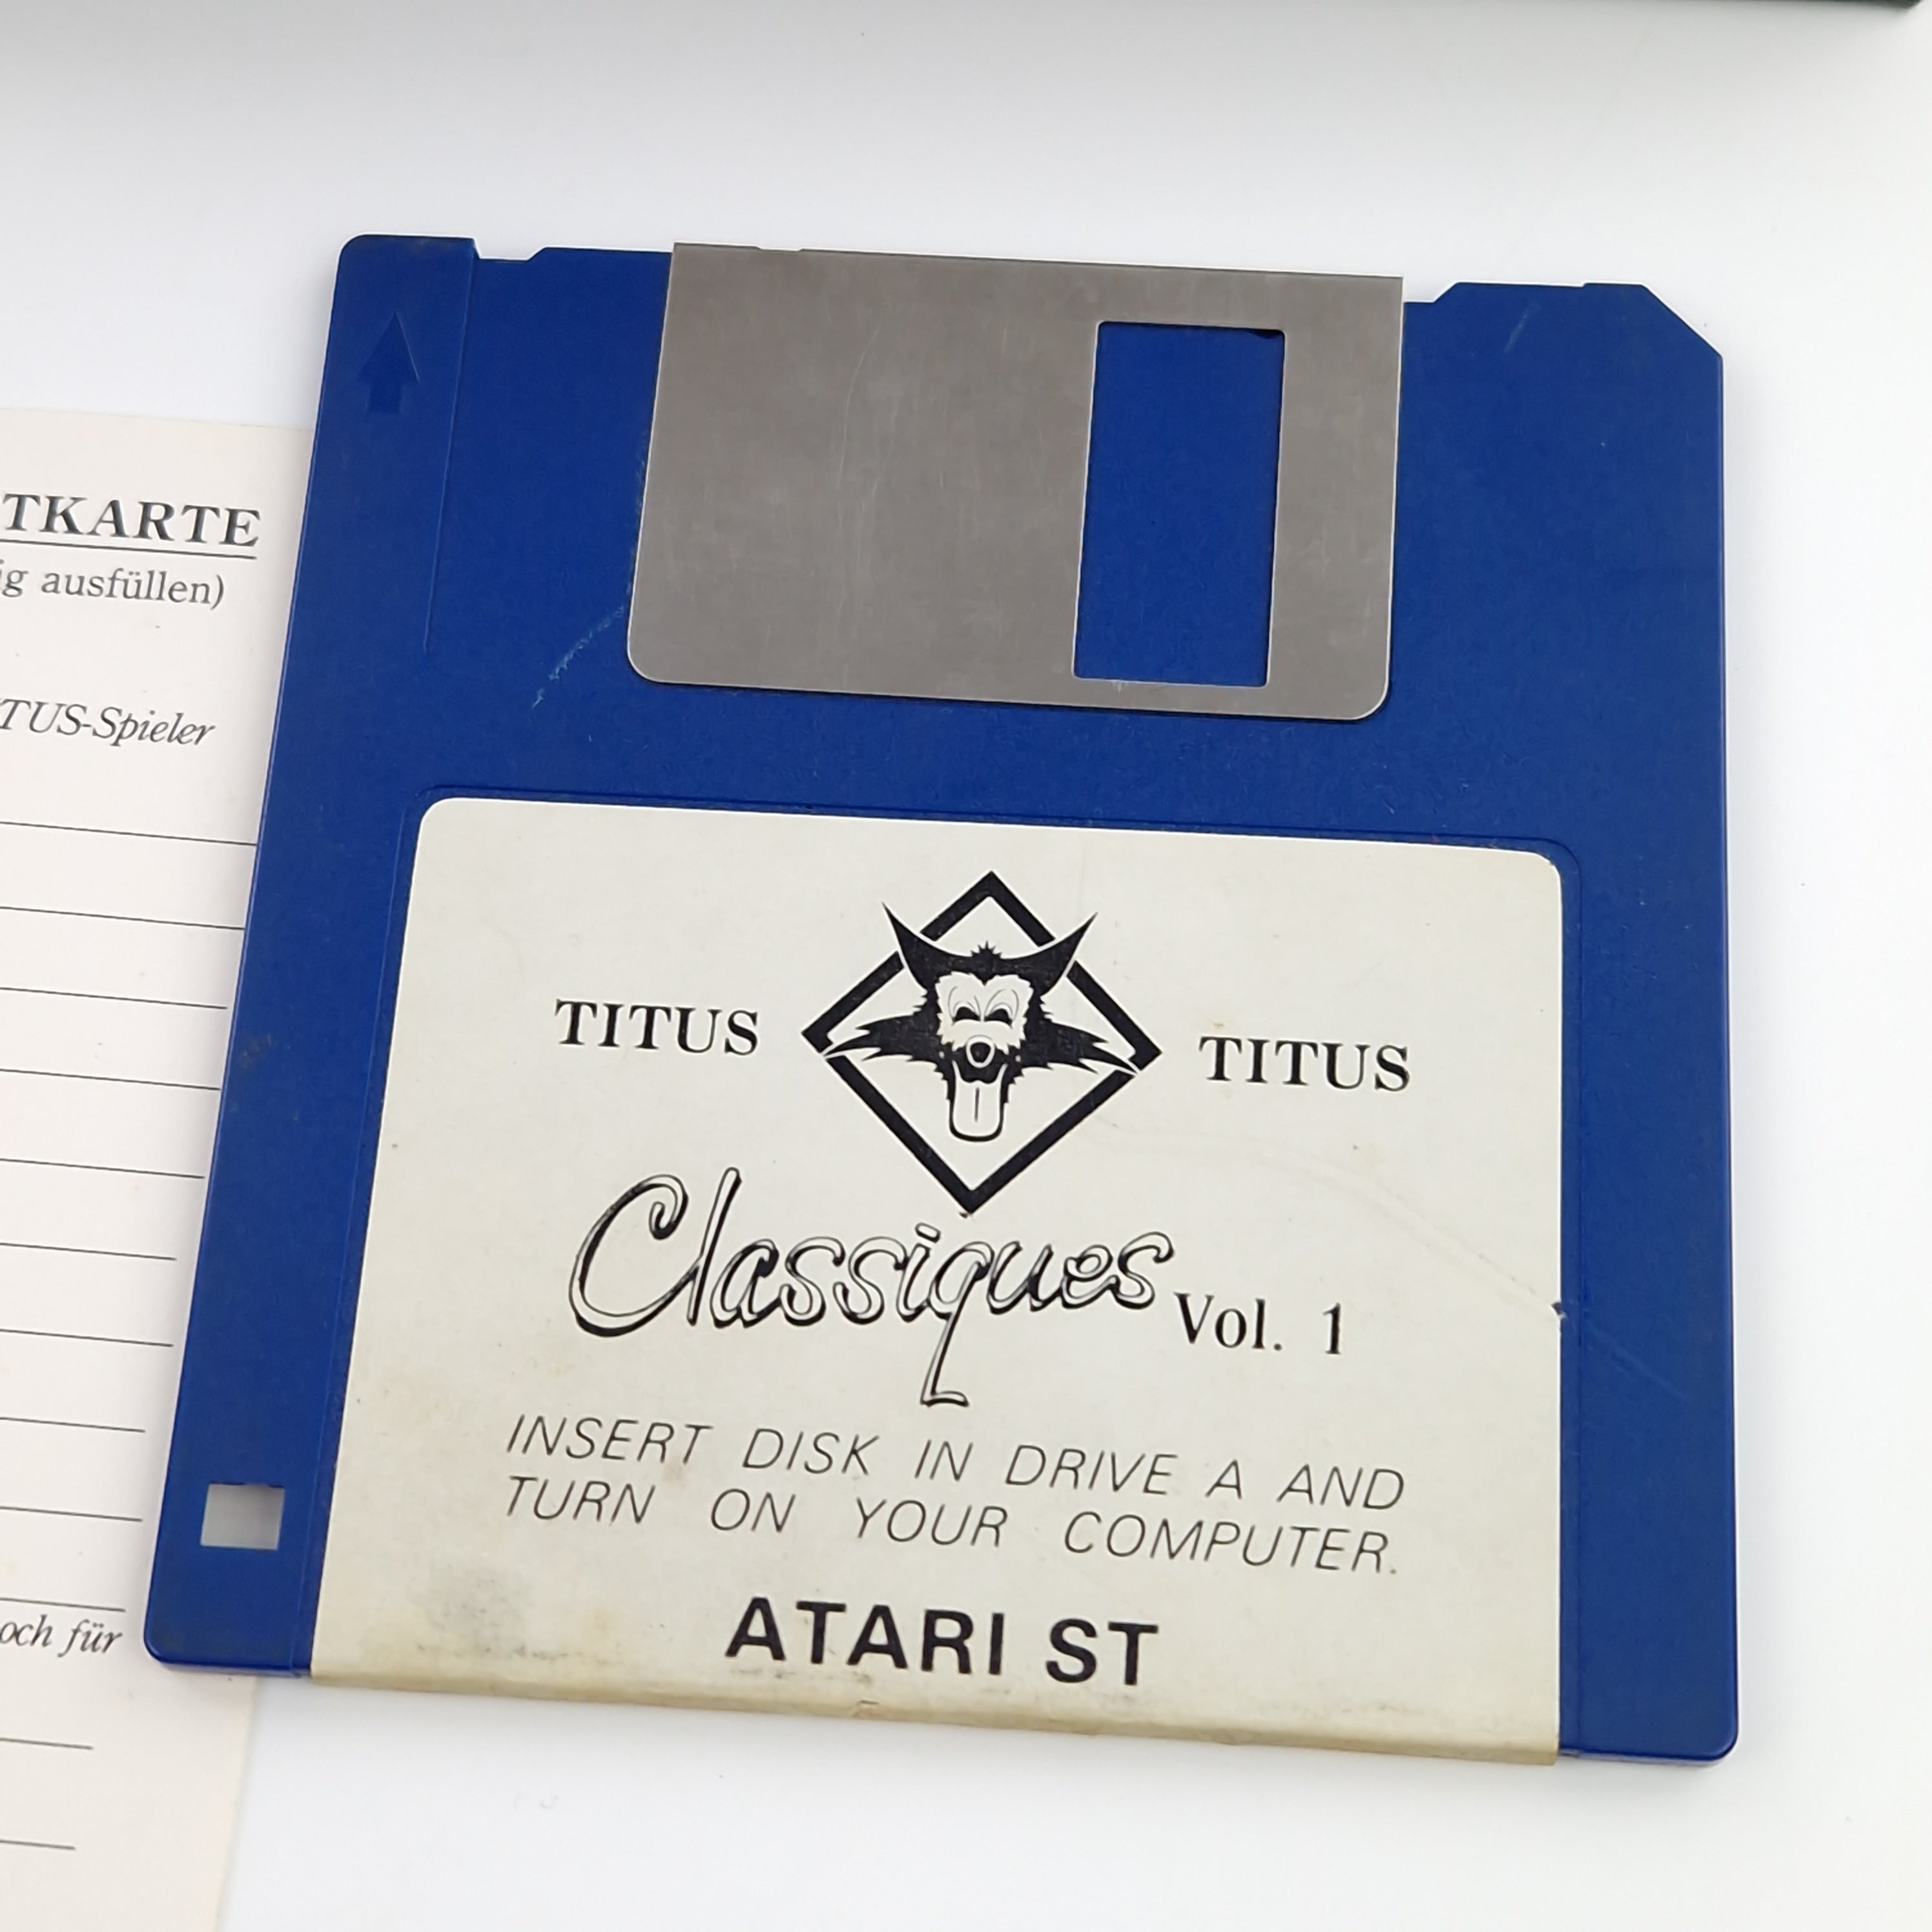 TKARTE
ig ausfüllen)
TUS-Spieler
och für
TITUS TITUS
Classiques Vol. 1
INSERT DISK IN DRIVE A AND
TURN ON YOUR COMPUTER.
ATARI ST